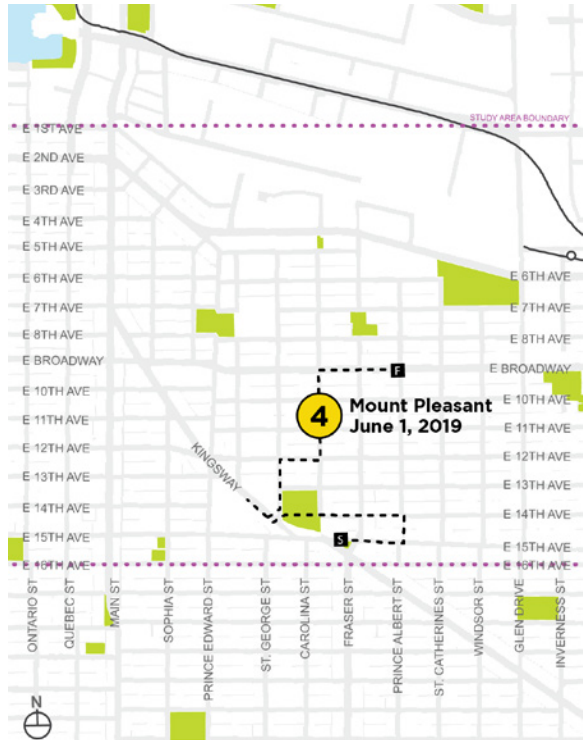 STUDY AREA BOUNDARY
E 1ST AVE
E 2ND AVE
E 3RD AVE
E 4TH AVE
E 5TH AVE
E 6TH AVE
E 6TH AVE
E 7TH AVE
E 7TH AVE
E 8TH AVE
E 8TH AVE
E BROADWAY
F
E BROADWAY
E 10TH AVE
E 10TH AVE
4
Mount Pleasant
June 1, 2019
E 11TH AVE
E 11TH AVE
E 12TH AVE
E 12TH AVE
KINGSWAY
E 13TH AVE
E 13TH AVE
E 14TH AVE
E 14TH AVE
E 15TH AVE
S
E 15TH AVE
E 16TH AVE
E 16TH AVE
ONTARIO ST
QUEBEC ST
MAIN ST
SOPHIA ST
PRINCE EDWARD ST
ST. GEORGE ST
CAROLINA ST
FRASER ST
PRINCE ALBERT ST
ST. CATHERINES ST
WINDSOR ST
GLEN DRIVE
INVERNESS ST
N